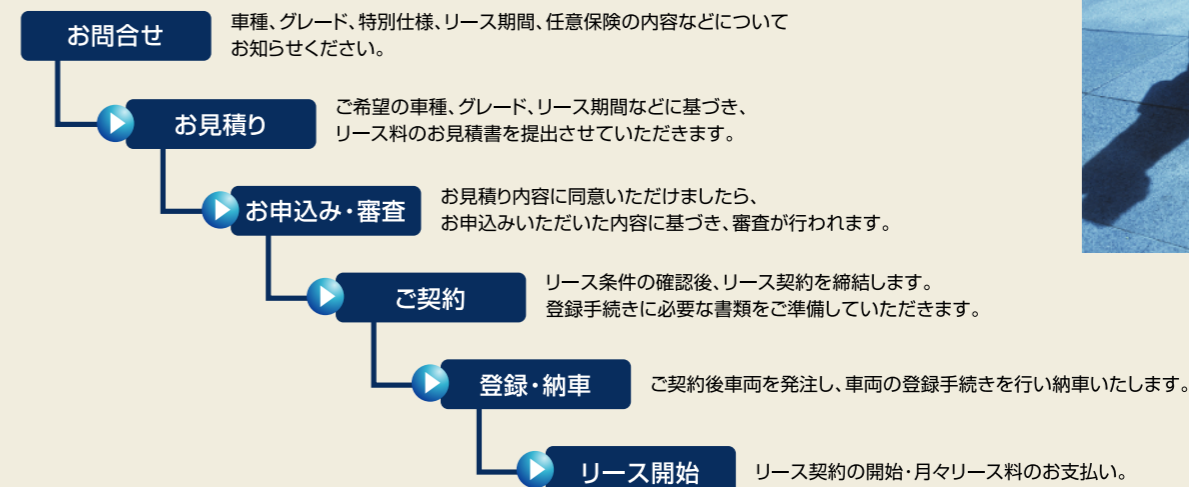 お問合せ
車種、グレード、特別仕様、リース期間、任意保険の内容などについて
お知らせください。
お見積り
ご希望の車種、グレード、リース期間などに基づき、
リース料のお見積書を提出させていただきます。
お申込み・審査
お見積り内容に同意いただけましたら、
お申込みいただいた内容に基づき、審査が行われます。
ご契約
リース条件の確認後、リース契約を締結します。
登録手続きに必要な書類をご準備していただきます。
登録・納車
ご契約後車両を発注し、車両の登録手続きを行い納車いたします。
リース開始
リース契約の開始・月々リース料のお支払い。